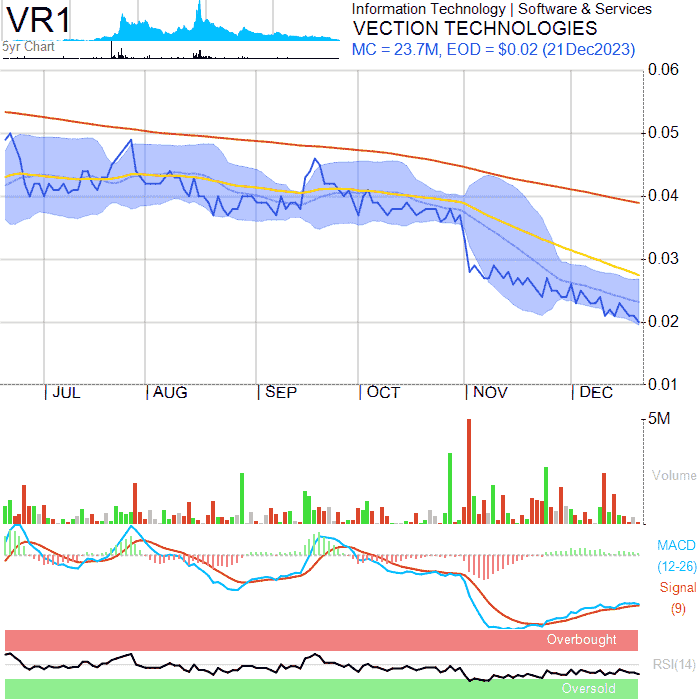 VR1
Information Technology | Software & Services
VECTION TECHNOLOGIES
MC = 23.7M, EOD = $0.02 (21Dec2023)
5yr Chart
0.06
0.05
0.04
0.03
0.02
0.01
JUL AUG SEP OCT NOV DEC
5M
Volume
MACD
(12-26)
Signal
(9)
Overbought
RSI(14)
Oversold